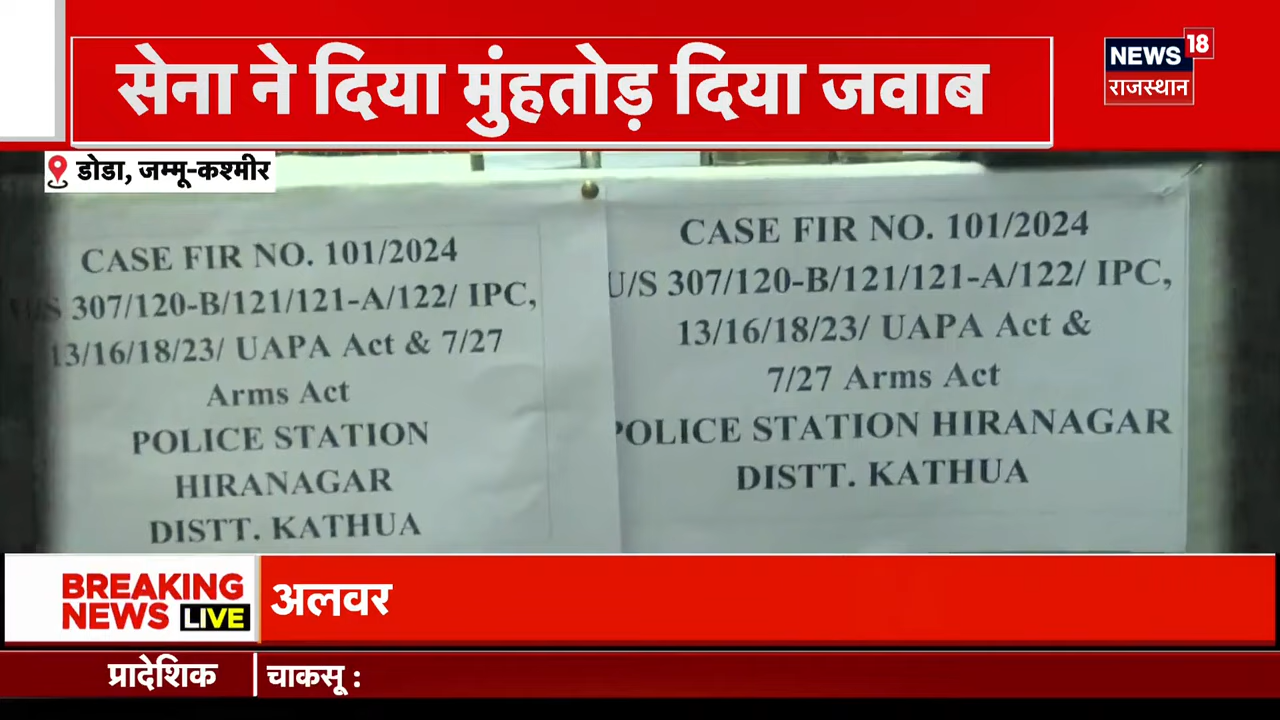 सेना ने दिया मुंहतोड़ दिया जवाब
NEWS 18
राजस्थान
डोडा, जम्मू-कश्मीर
CASE FIR NO. 101/2024
U/S 307/120-B/121/121-A/122/ IPC,
13/16/18/23/ UAPA Act & 7/27
Arms Act
POLICE STATION
HIRANAGAR
DISTT. KATHUA
CASE FIR NO. 101/2024
U/S 307/120-B/121/121-A/122/ IPC,
13/16/18/23/ UAPA Act &
7/27 Arms Act
POLICE STATION HIRANAGAR
DISTT. KATHUA
BREAKING
NEWS LIVE
अलवर
प्रादेशिक
चाकसू :